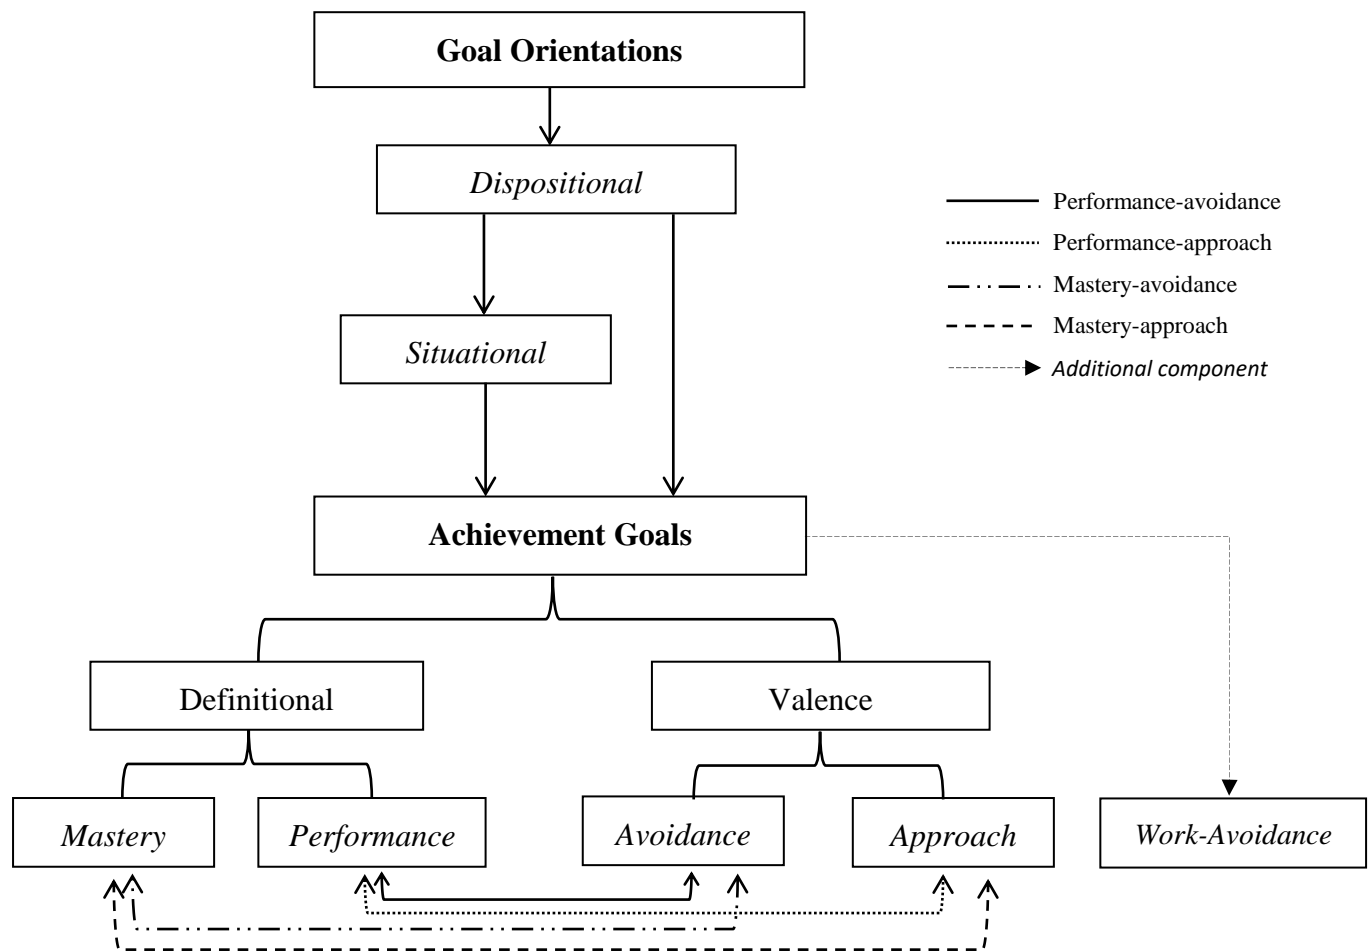 Goal Orientations
Dispositional
Performance-avoidance
Performance-approach
Mastery-avoidance
Mastery-approach
Situational
Additional component
Achievement Goals
Definitional
Valence
Mastery
Performance
Avoidance
Approach
Work-Avoidance